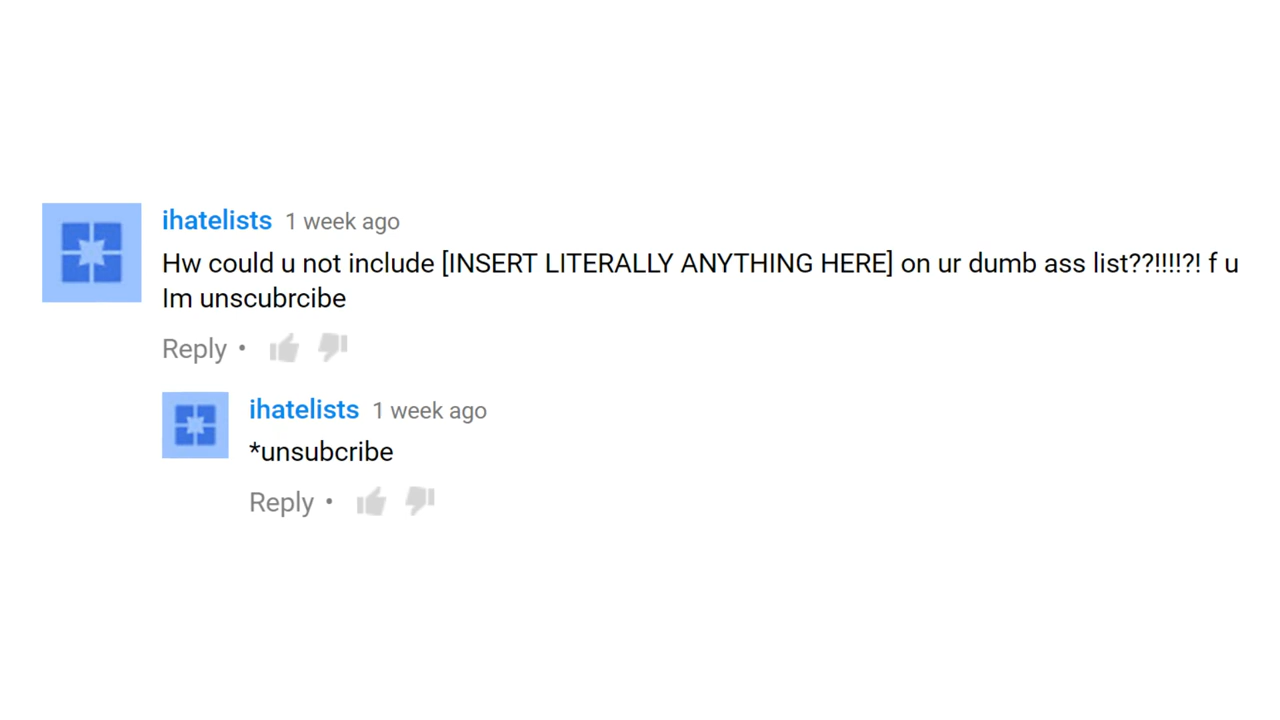 ihatelists 1 week ago
Hw could u not include [INSERT LITERALLY ANYTHING HERE] on ur dumb ass list??!!!!?! f u
Im unscubrcibe
Reply •
ihatelists 1 week ago
*unsubcribe
Reply •